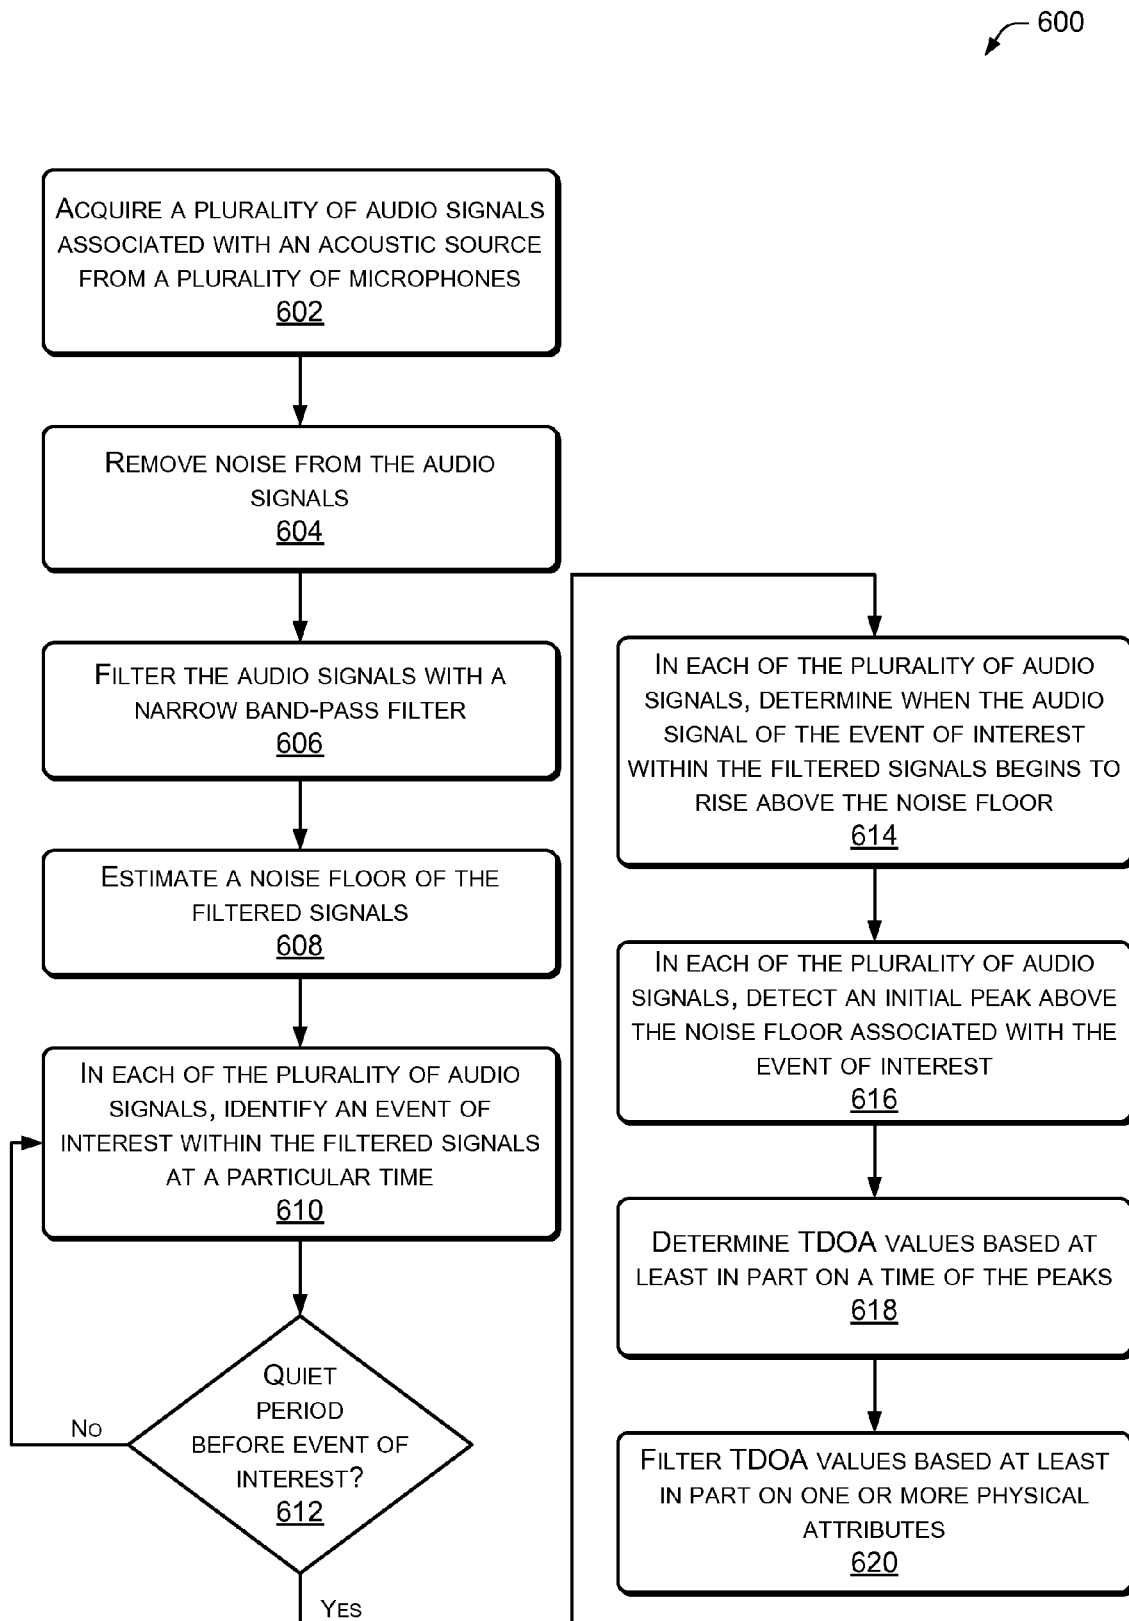 600
ACQUIRE A PLURALITY OF AUDIO SIGNALS
ASSOCIATED WITH AN ACOUSTIC SOURCE
FROM A PLURALITY OF MICROPHONES
602
REMOVE NOISE FROM THE AUDIO
SIGNALS
604
FILTER THE AUDIO SIGNALS WITH A
NARROW BAND-PASS FILTER
606
ESTIMATE A NOISE FLOOR OF THE
FILTERED SIGNALS
608
IN EACH OF THE PLURALITY OF AUDIO
SIGNALS, IDENTIFY AN EVENT OF
INTEREST WITHIN THE FILTERED SIGNALS
AT A PARTICULAR TIME
610
QUIET
PERIOD
BEFORE EVENT OF
INTEREST?
612
NO
YES
IN EACH OF THE PLURALITY OF AUDIO
SIGNALS, DETERMINE WHEN THE AUDIO
SIGNAL OF THE EVENT OF INTEREST
WITHIN THE FILTERED SIGNALS BEGINS TO
RISE ABOVE THE NOISE FLOOR
614
IN EACH OF THE PLURALITY OF AUDIO
SIGNALS, DETECT AN INITIAL PEAK ABOVE
THE NOISE FLOOR ASSOCIATED WITH THE
EVENT OF INTEREST
616
DETERMINE TDOA VALUES BASED AT
LEAST IN PART ON A TIME OF THE PEAKS
618
FILTER TDOA VALUES BASED AT LEAST
IN PART ON ONE OR MORE PHYSICAL
ATTRIBUTES
620